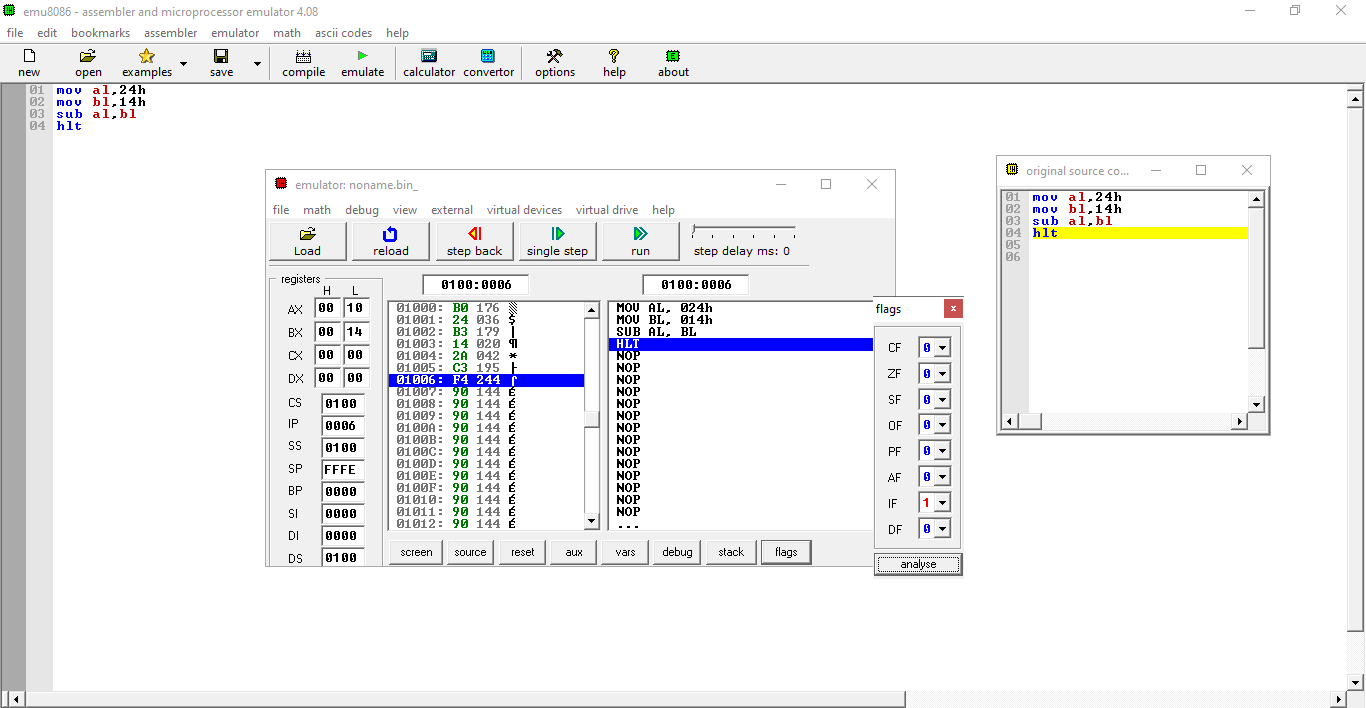 emu8086 - assembler and microprocessor emulator 4.08
file edit bookmarks assembler emulator math ascii codes help
new open examples save compile emulate calculator convertor options help about
01 mov al,24h
02 mov bl,14h
03 sub al,bl
04 hlt
emulator: noname.bin_
file math debug view external virtual devices virtual drive help
Load reload step back single step run step delay ms: 0
registers
H L
AX 00 10
BX 00 14
CX 00 00
DX 00 00
CS 0100
IP 0006
SS 0100
SP FFFE
BP 0000
SI 0000
DI 0000
DS 0100
0100:0006
01000: B0 176 ▒
01001: 24 036 $
01002: B3 179 │
01003: 14 020 ¶
01004: 2A 042 *
01005: C3 195 ├
01006: F4 244 ⌠
01007: 90 144 É
01008: 90 144 É
01009: 90 144 É
0100A: 90 144 É
0100B: 90 144 É
0100C: 90 144 É
0100D: 90 144 É
0100E: 90 144 É
0100F: 90 144 É
01010: 90 144 É
01011: 90 144 É
01012: 90 144 É
0100:0006
MOV AL, 024h
MOV BL, 014h
SUB AL, BL
HLT
NOP
NOP
NOP
NOP
NOP
NOP
NOP
NOP
NOP
NOP
NOP
NOP
NOP
NOP
...
screen source reset aux vars debug stack flags
flags x
CF 0
ZF 0
SF 0
OF 0
PF 0
AF 0
IF 1
DF 0
analyse
original source co...
01 mov al,24h
02 mov bl,14h
03 sub al,bl
04 hlt
05
06